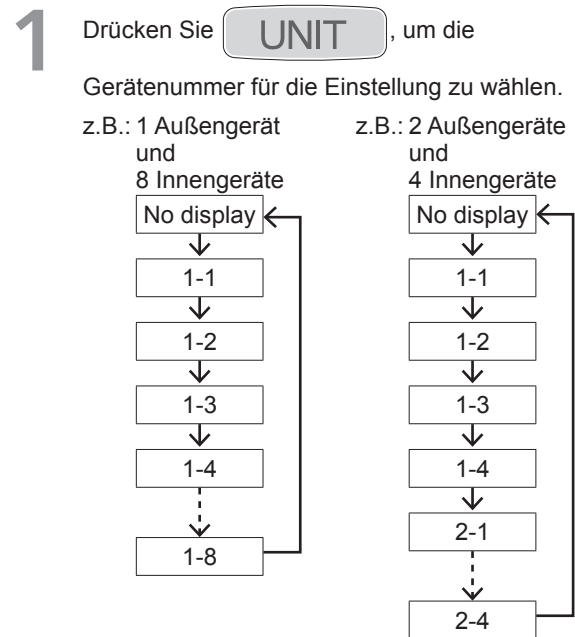 1 Drücken Sie UNIT, um die
Gerätenummer für die Einstellung zu wählen.
z.B.: 1 Außengerät
und
8 Innengeräte
No display
1-1
1-2
1-3
1-4
1-8
z.B.: 2 Außengeräte
und
4 Innengeräte
No display
1-1
1-2
1-3
1-4
2-1
2-4